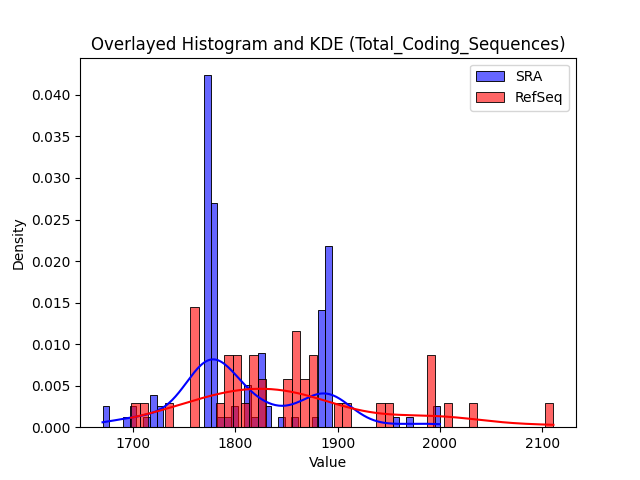 Overlayed Histogram and KDE (Total_Coding_Sequences)
SRA
RefSeq
0.040
0.035
0.030
0.025
0.020
0.015
0.010
0.005
0.000
Density
1700 1800 1900 2000 2100
Value